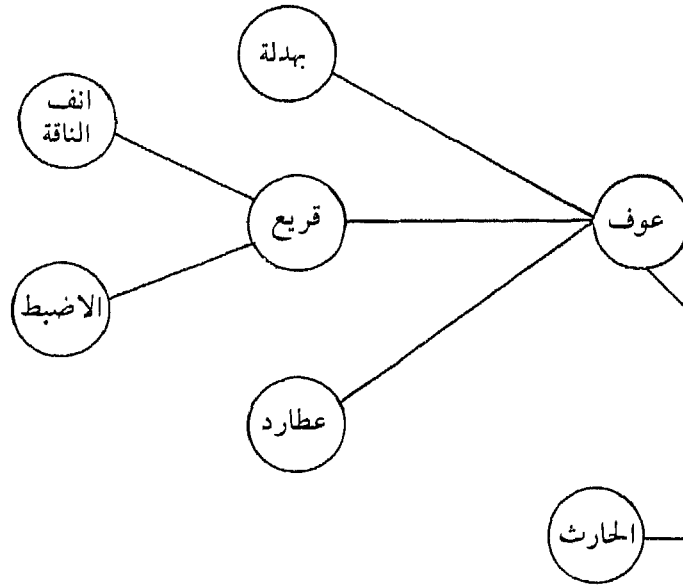 بهدلة
انف
الناقة
قريع
عوف
الاضبط
عطارد
الحارث